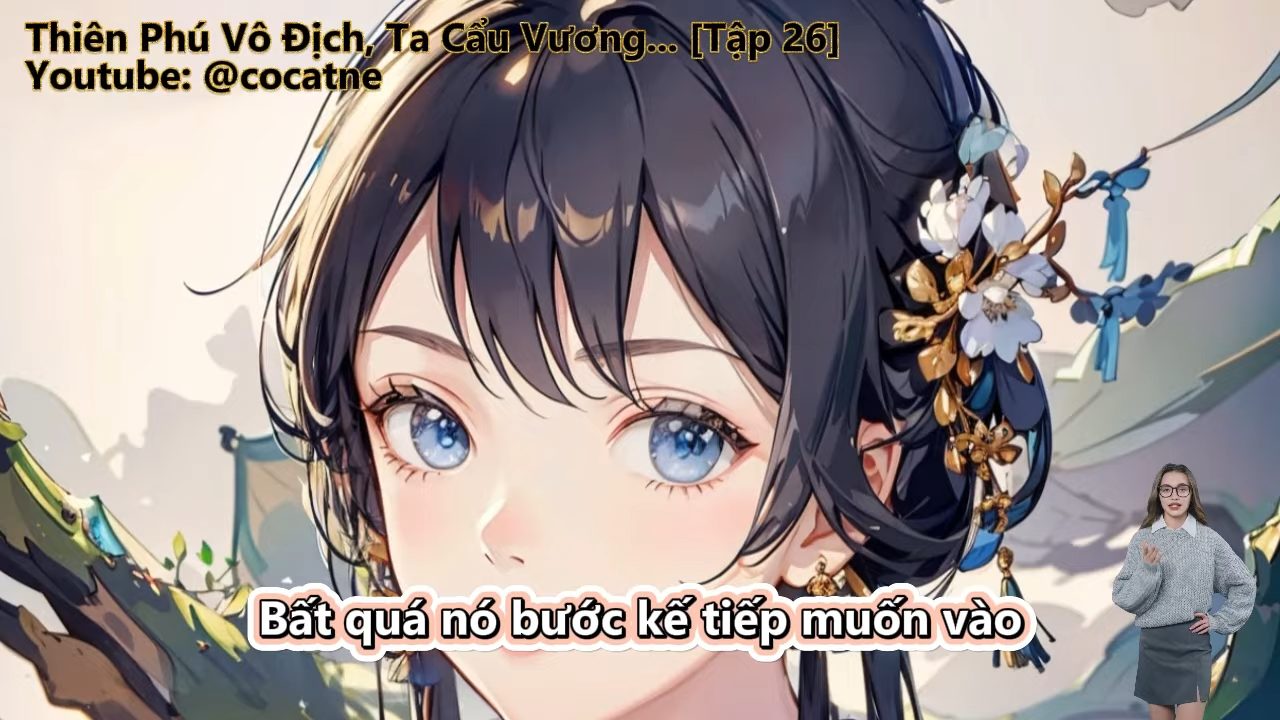 Thiên Phú Vô Địch, Ta Cẩu Vương... [Tập 26]
Youtube: @cocatne
Bất quá nó bước kế tiếp muốn vào